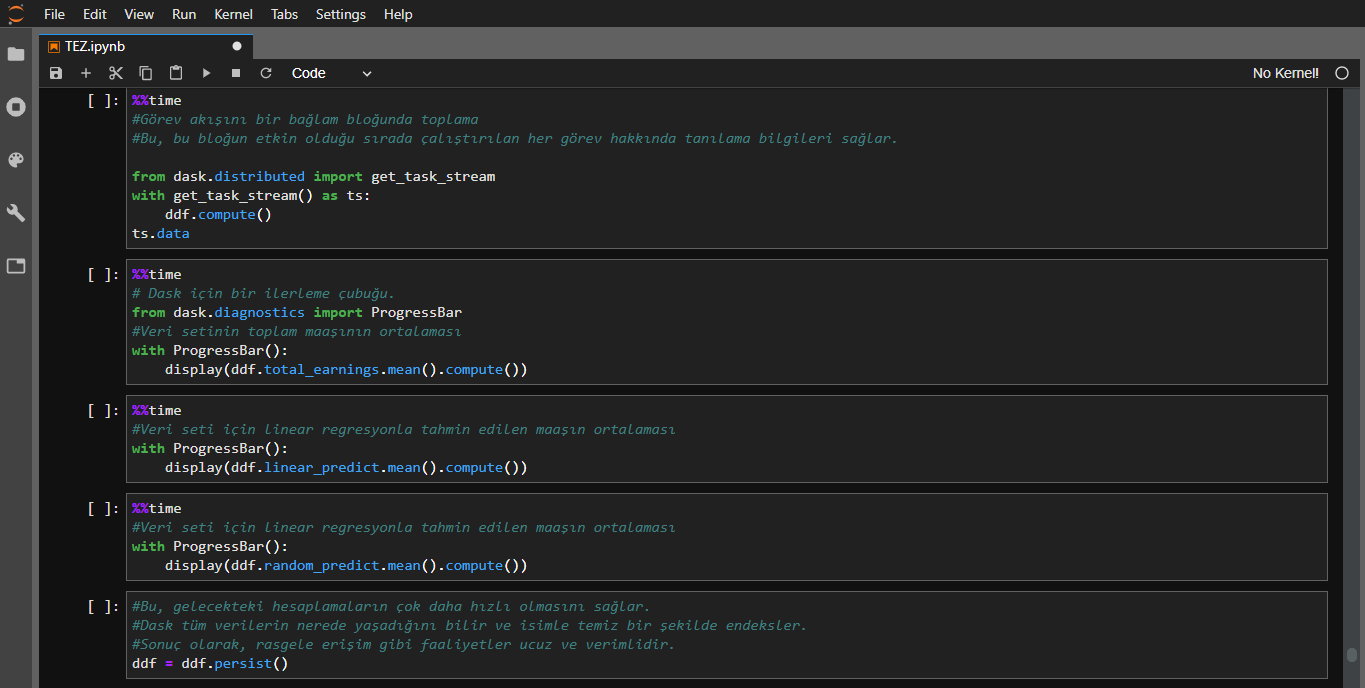 File Edit View Run Kernel Tabs Settings Help
TEZ.ipynb
Code No Kernel!
[ ]: %%time
#Görev akışını bir bağlam bloğunda toplama
#Bu, bu bloğun etkin olduğu sırada çalıştırılan her görev hakkında tanılama bilgileri sağlar.
from dask.distributed import get_task_stream
with get_task_stream() as ts:
    ddf.compute()
ts.data
[ ]: %%time
# Dask için bir ilerleme çubuğu.
from dask.diagnostics import ProgressBar
#Veri setinin toplam maaşının ortalaması
with ProgressBar():
    display(ddf.total_earnings.mean().compute())
[ ]: %%time
#Veri seti için linear regresyonla tahmin edilen maaşın ortalaması
with ProgressBar():
    display(ddf.linear_predict.mean().compute())
[ ]: %%time
#Veri seti için linear regresyonla tahmin edilen maaşın ortalaması
with ProgressBar():
    display(ddf.random_predict.mean().compute())
[ ]: #Bu, gelecekteki hesaplamaların çok daha hızlı olmasını sağlar.
#Dask tüm verilerin nerede yaşadığını bilir ve isimle temiz bir şekilde endeksler.
#Sonuç olarak, rasgele erişim gibi faaliyetler ucuz ve verimlidir.
ddf = ddf.persist()